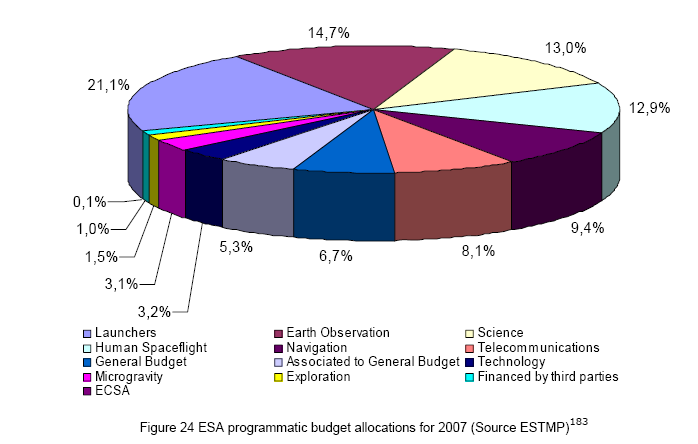 14,7%
13,0%
21,1%
12,9%
0,1%
1,0%
1,5%
3,1%
3,2%
5,3%
6,7%
8,1%
9,4%
Launchers Earth Observation Science
Human Spaceflight Navigation Telecommunications
General Budget Associated to General Budget Technology
Microgravity Exploration Financed by third parties
ECSA
Figure 24 ESA programmatic budget allocations for 2007 (Source ESTMP)183